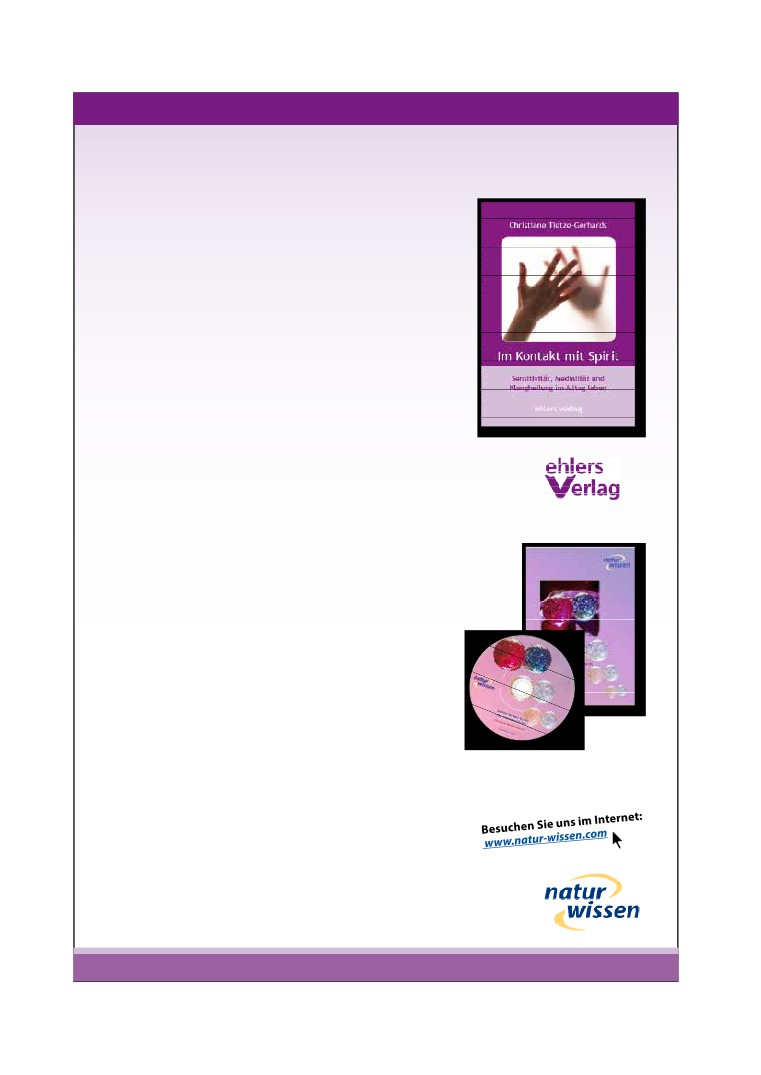 Christiane Tietze-Gerhards
Im Kontakt mit Spirit
Sensitivität, Medialität und
Klangheilung im Alltag leben
ehlers verlag
ehlers
Verlag
natur
wissen
natur
wissen
Besuchen Sie uns im Internet:
www.natur-wissen.com
natur
wissen